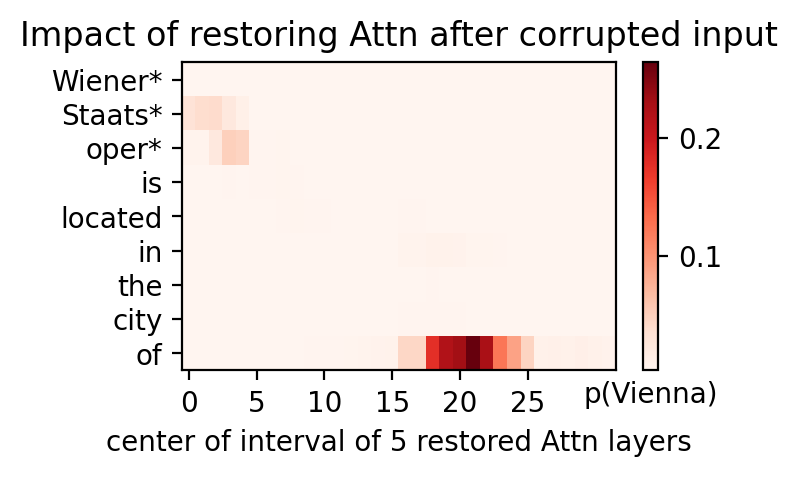 Impact of restoring Attn after corrupted input
Wiener*
Staats*
oper*
is
located
in
the
city
of
0 5 10 15 20 25
center of interval of 5 restored Attn layers
0.2
0.1
p(Vienna)